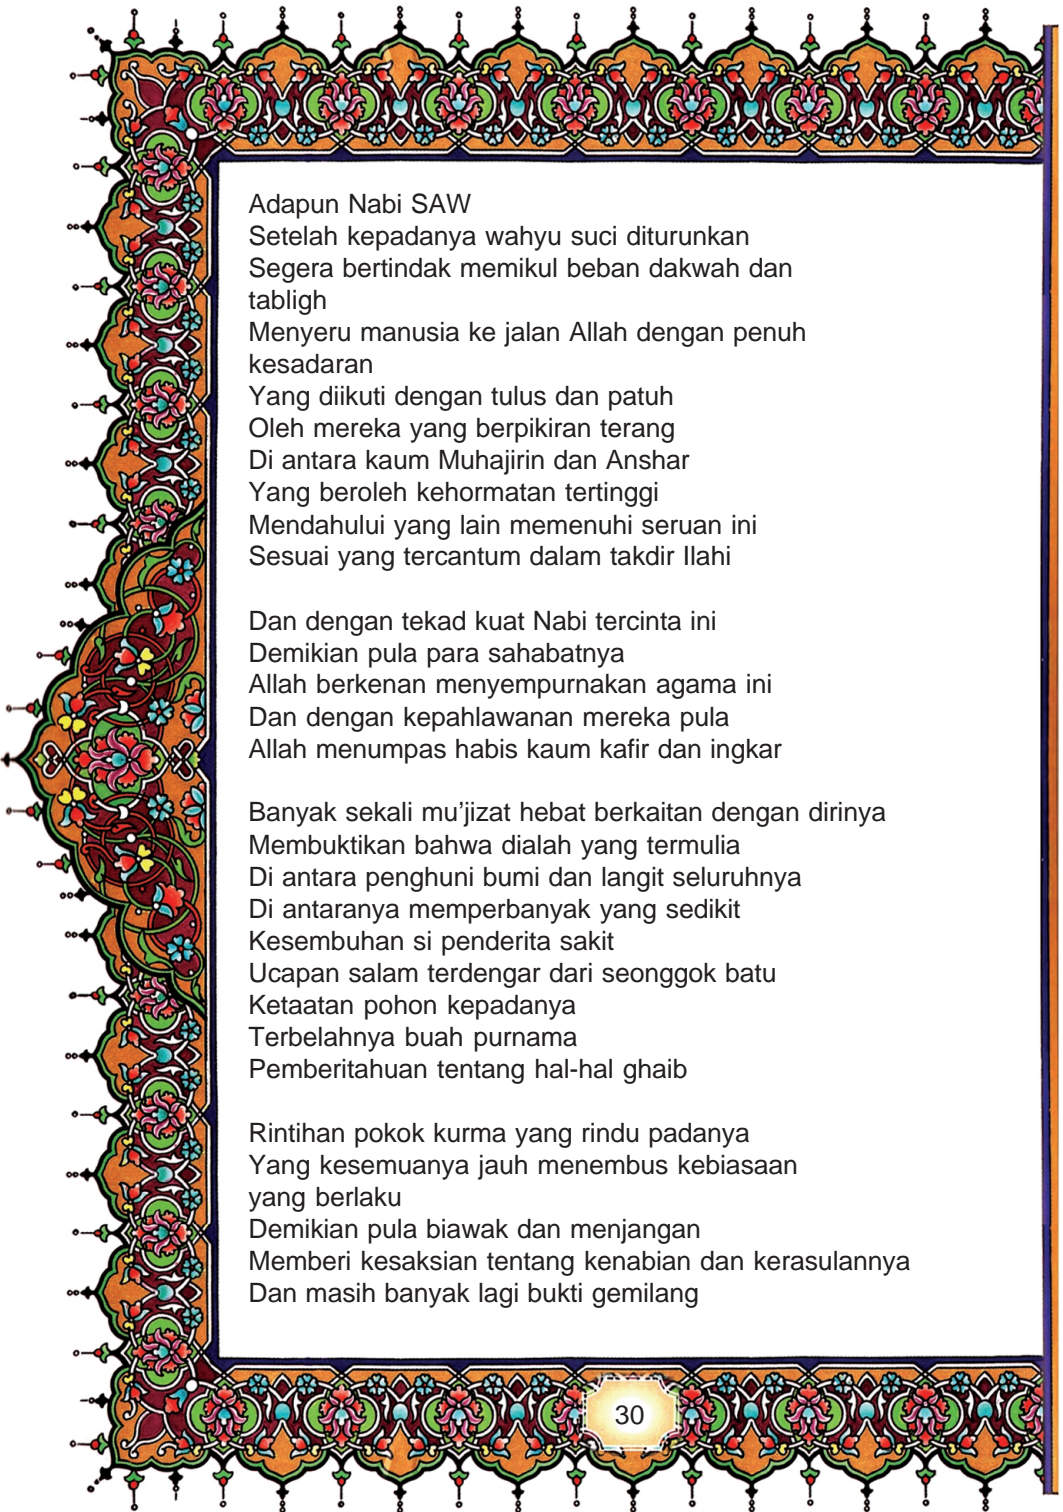 Adapun Nabi SAW
Setelah kepadanya wahyu suci diturunkan
Segera bertindak memikul beban dakwah dan
tabligh
Menyeru manusia ke jalan Allah dengan penuh
kesadaran
Yang diikuti dengan tulus dan patuh
Oleh mereka yang berpikiran terang
Di antara kaum Muhajirin dan Anshar
Yang beroleh kehormatan tertinggi
Mendahului yang lain memenuhi seruan ini
Sesuai yang tercantum dalam takdir Ilahi

Dan dengan tekad kuat Nabi tercinta ini
Demikian pula para sahabatnya
Allah berkenan menyempurnakan agama ini
Dan dengan kepahlawanan mereka pula
Allah menumpas habis kaum kafir dan ingkar

Banyak sekali mu’jizat hebat berkaitan dengan dirinya
Membuktikan bahwa dialah yang termulia
Di antara penghuni bumi dan langit seluruhnya
Di antaranya memperbanyak yang sedikit
Kesembuhan si penderita sakit
Ucapan salam terdengar dari seonggok batu
Ketaatan pohon kepadanya
Terbelahnya buah purnama
Pemberitahuan tentang hal-hal ghaib

Rintihan pokok kurma yang rindu padanya
Yang kesemuanya jauh menembus kebiasaan
yang berlaku
Demikian pula biawak dan menjangan
Memberi kesaksian tentang kenabian dan kerasulannya
Dan masih banyak lagi bukti gemilang

30